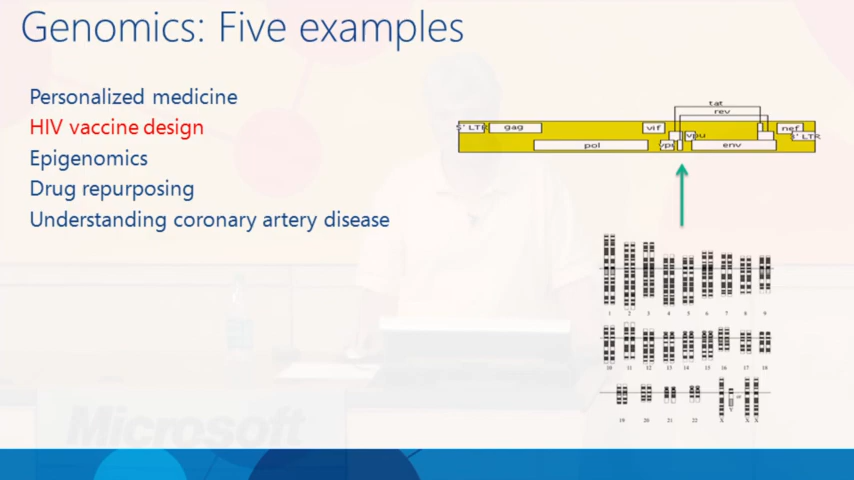 Genomics: Five examples
Personalized medicine
HIV vaccine design
Epigenomics
Drug repurposing
Understanding coronary artery disease
tat
rev
5' LTR gag vif vpu nef
pol vpr env 5' LTR
1 2 3 4 5 6 7 8 9
10 11 12 13 14 15 16 17 18
19 20 21 22 X Y or X X
Microsoft